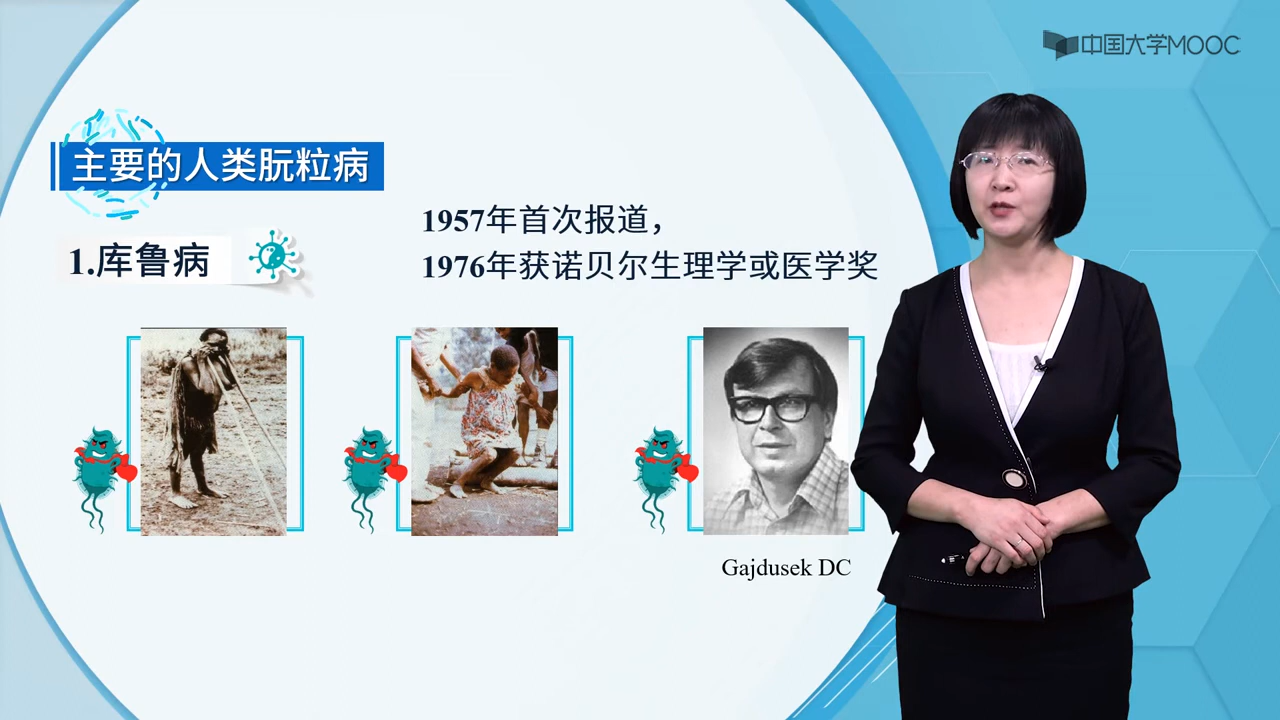 中国大学MOOC
主要的人类朊粒病
1957年首次报道，
1.库鲁病
1976年获诺贝尔生理学或医学奖
Gajdusek DC